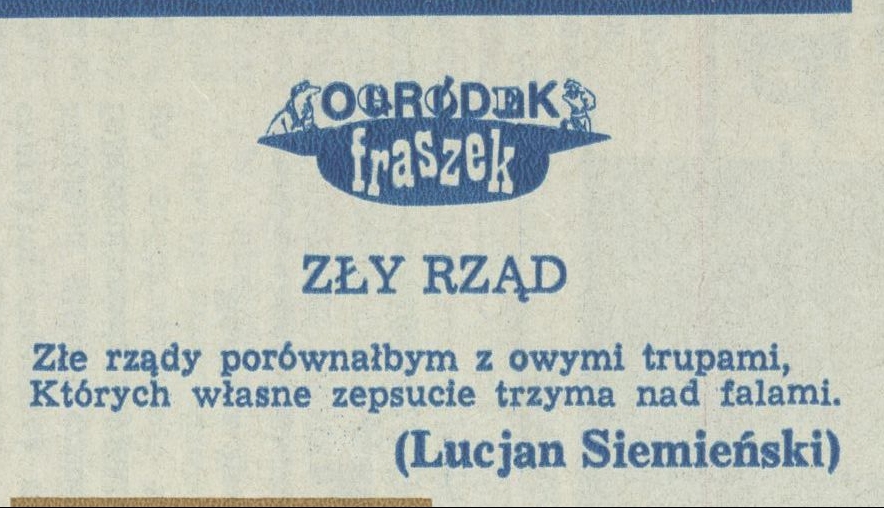 OGRÓDEK
fraszek
ZŁY RZĄD
Złe rządy porównałbym z owymi trupami,
Których własne zepsucie trzyma nad falami.
(Lucjan Siemieński)